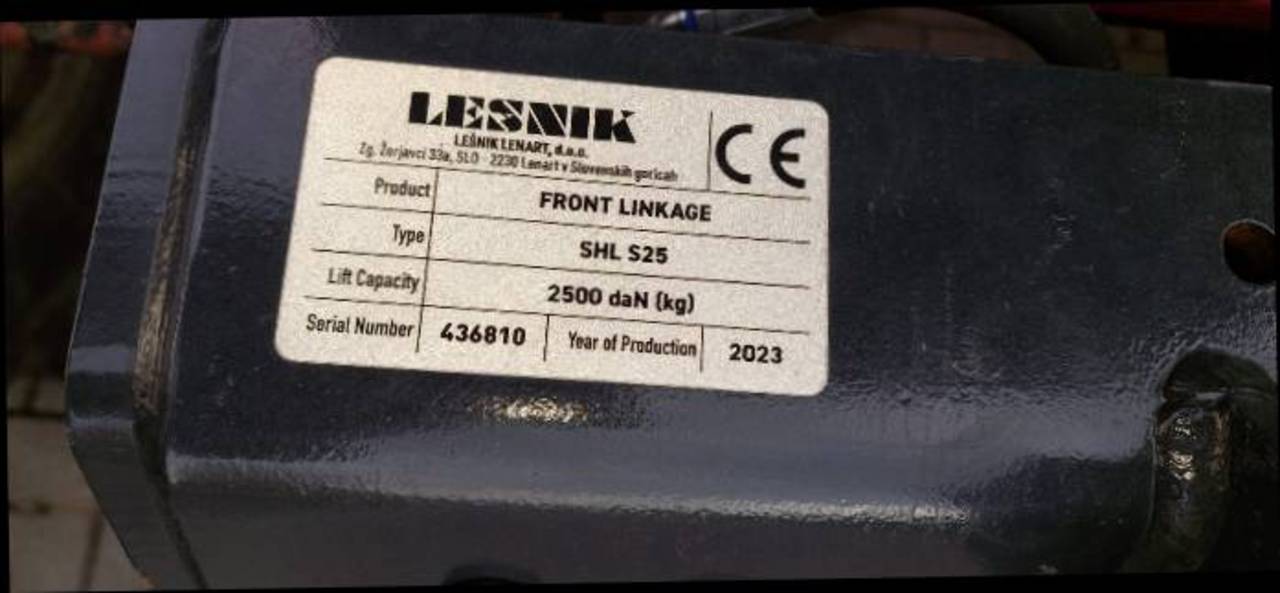 LESNIK
LEŠNIK LENART, d.o.o.
Zg. Žerjavci 33a, SLO - 2230 Lenart v Slovenskih goricah
CE
Product FRONT LINKAGE
Type SHL S25
Lift Capacity 2500 daN (kg)
Serial Number 436810 Year of Production 2023